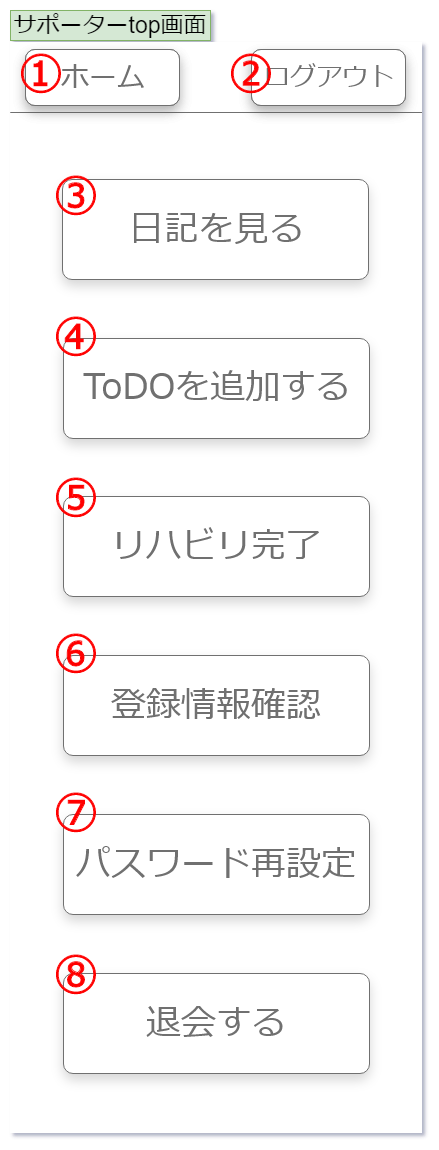 サポーターtop画面
①ホーム
②ログアウト
③日記を見る
④ToDOを追加する
⑤リハビリ完了
⑥登録情報確認
⑦パスワード再設定
⑧退会する